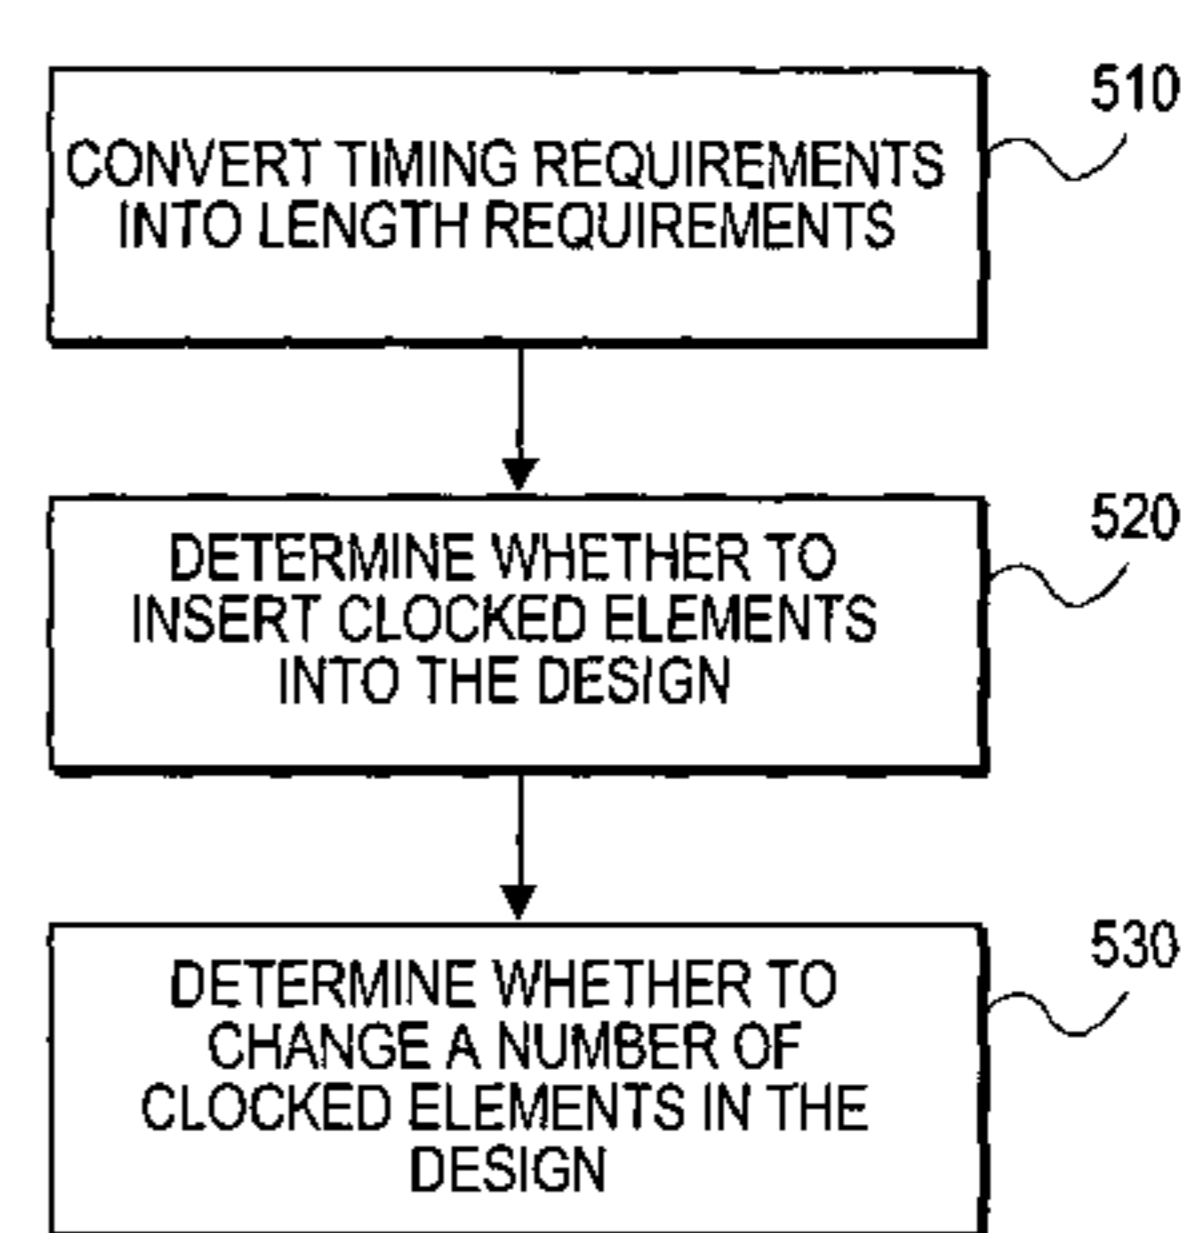 510
CONVERT TIMING REQUIREMENTS
INTO LENGTH REQUIREMENTS
520
DETERMINE WHETHER TO
INSERT CLOCKED ELEMENTS
INTO THE DESIGN
530
DETERMINE WHETHER TO
CHANGE A NUMBER OF
CLOCKED ELEMENTS IN THE
DESIGN